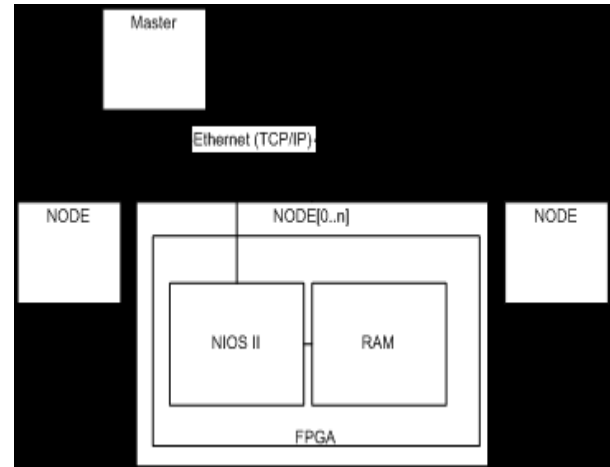 Master
Ethernet (TCP/IP)
NODE
NODE[0..n]
NODE
NIOS II
RAM
FPGA